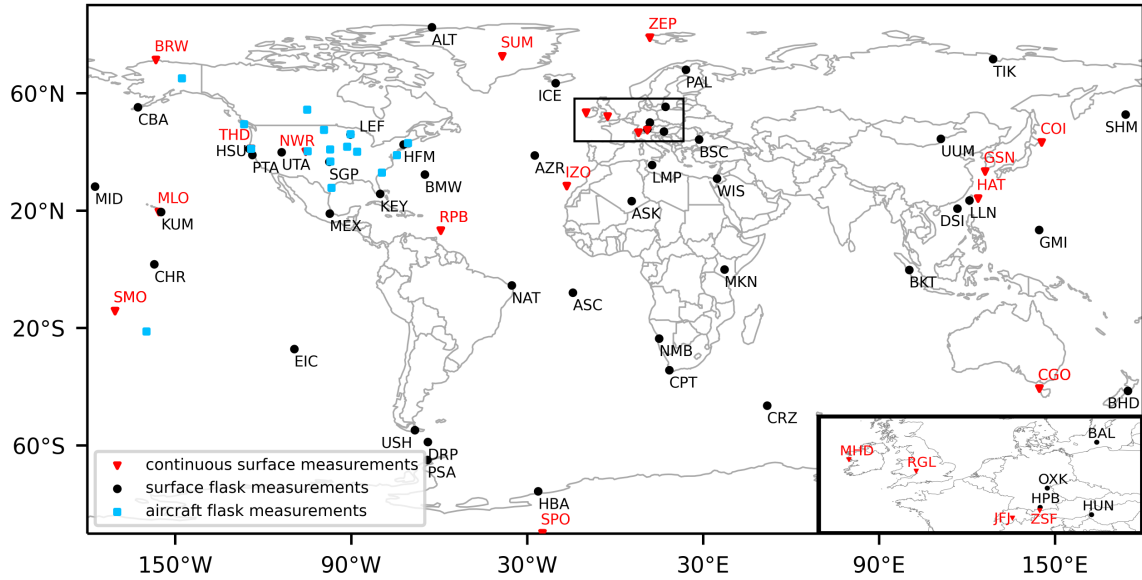 ZEP
ALT
BRW
SUM
TIK
PAL
60°N
ICE
CBA
SHM
LEF
THD
COI
NWR
HSU
HFM
BSC
UUM
PTA
UTA
AZR
GSN
SGP
LMP
IZO
BMW
WIS
HAT
MID
MLO
KEY
ASK
LLN
20°N
DSI
KUM
MEX
RPB
GMI
CHR
MKN
BKT
SMO
NAT
ASC
20°S
NMB
EIC
CGO
CPT
BHD
CRZ
USH
BAL
60°S
DRP
MHD
continuous surface measurements
PSA
RGL
OXK
surface flask measurements
HPB
HBA
HUN
aircraft flask measurements
SPO
JFJ
ZSF
150°W
90°W
30°W
30°E
90°E
150°E